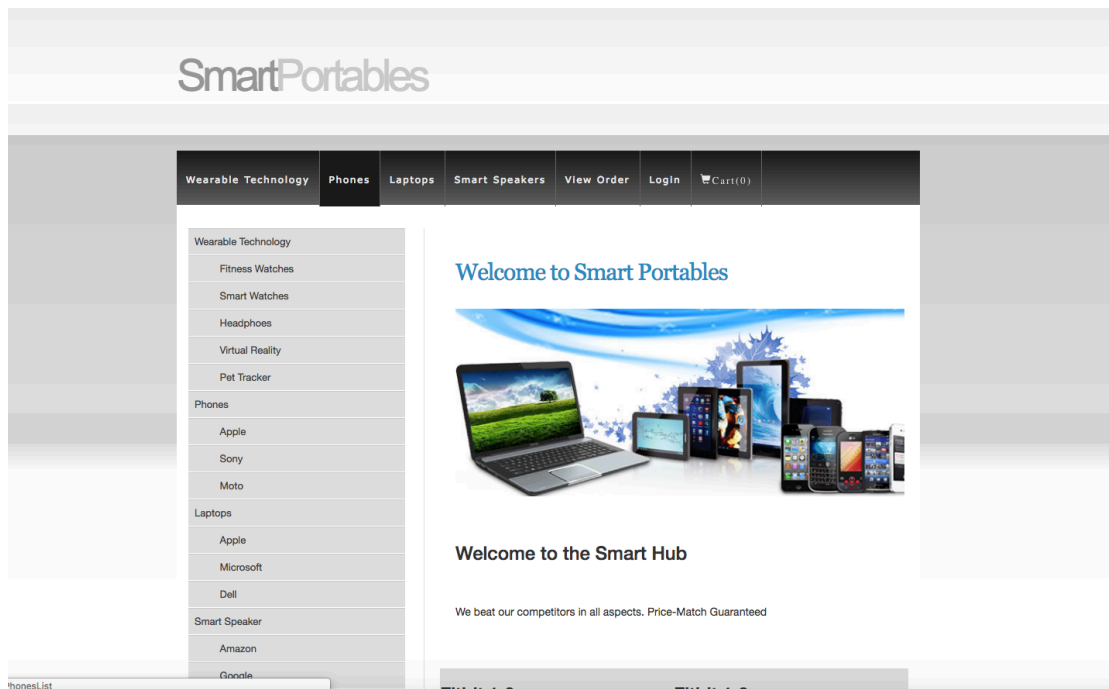 SmartPortables
Wearable Technology Phones Laptops Smart Speakers View Order Login Cart(0)
Wearable Technology
Fitness Watches
Smart Watches
Headphoes
Virtual Reality
Pet Tracker
Phones
Apple
Sony
Moto
Laptops
Apple
Microsoft
Dell
Smart Speaker
Amazon
Google
Welcome to Smart Portables
Welcome to the Smart Hub
We beat our competitors in all aspects. Price-Match Guaranteed
PhonesList